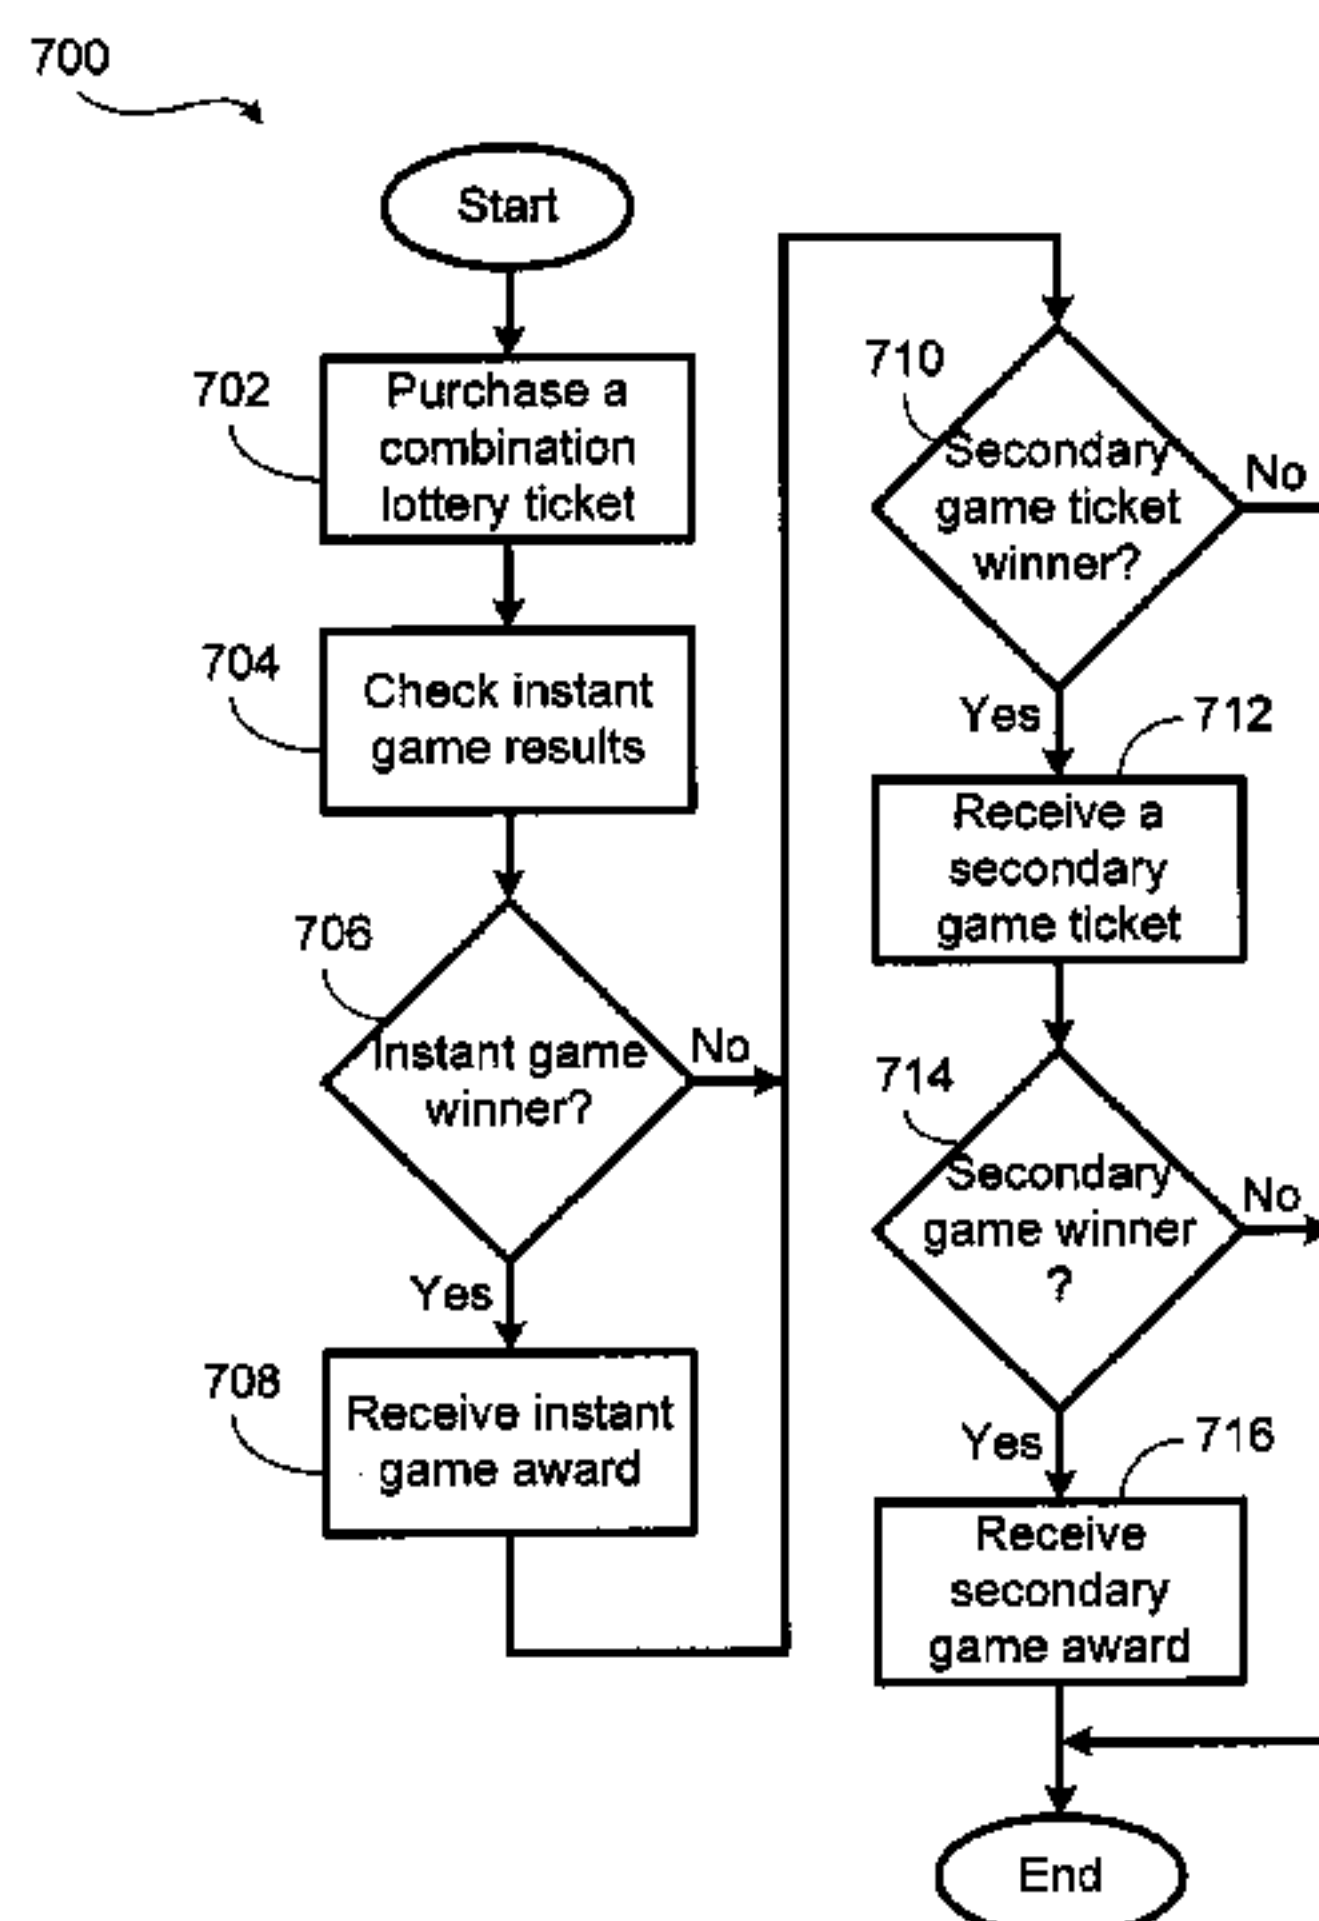 700
Start
702
Purchase a
combination
lottery ticket
704
Check instant
game results
706
Instant game
winner?
No
Yes
708
Receive instant
game award
710
Secondary
game ticket
winner?
No
Yes
712
Receive a
secondary
game ticket
714
Secondary
game winner
?
No
Yes
716
Receive
secondary
game award
End